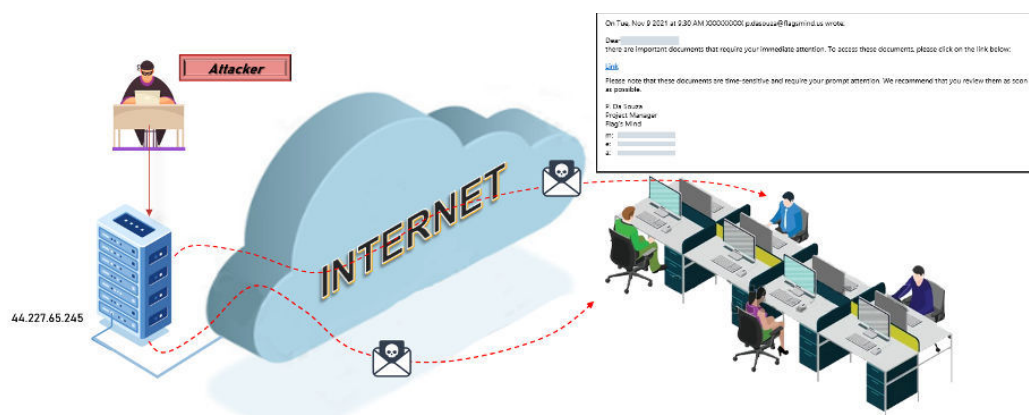 On Tue, Nov 9 2021 at 9:30 AM XXXXXXXXX p.dasouza@flagsmind.us wrote:
Dear
there are important documents that require your immediate attention. To access these documents, please click on the link below:
Link
Please note that these documents are time-sensitive and require your prompt attention. We recommend that you review them as soon
as possible.
P. Da Souza
Project Manager
Flag's Mind
m:
e:
a:
Attacker
INTERNET
44.227.65.245